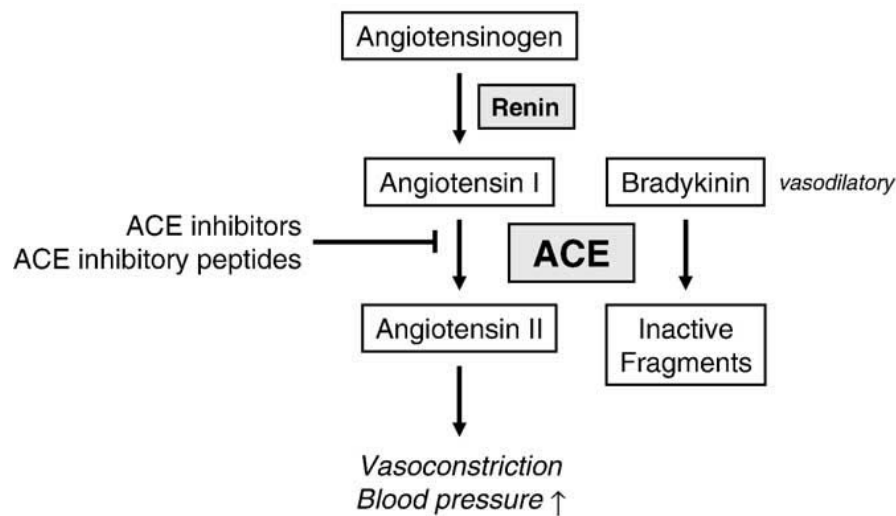 Angiotensinogen
Renin
Angiotensin I
Bradykinin
vasodilatory
ACE inhibitors
ACE inhibitory peptides
ACE
Angiotensin II
Inactive
Fragments
Vasoconstriction
Blood pressure ↑